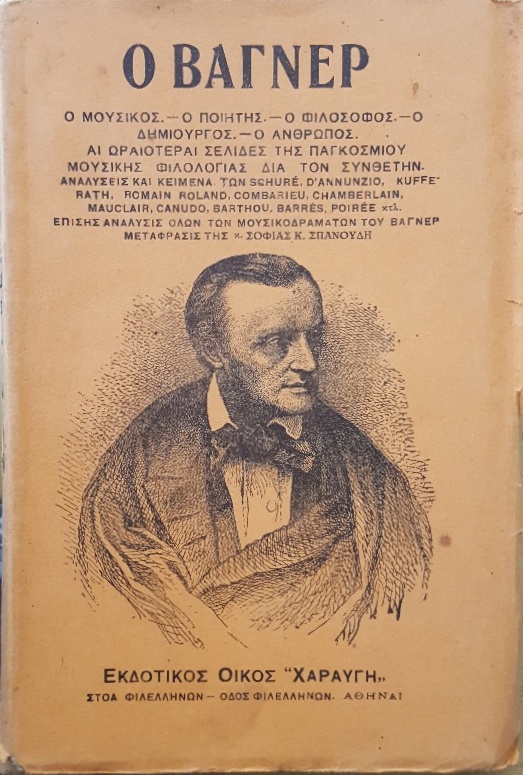 Ο ΒΑΓΝΕΡ
Ο ΜΟΥΣΙΚΟΣ.—Ο ΠΟΙΗΤΗΣ.—Ο ΦΙΛΟΣΟΦΟΣ.—Ο
ΔΗΜΙΟΥΡΓΟΣ.—Ο ΑΝΘΡΩΠΟΣ.
ΑΙ ΩΡΑΙΟΤΕΡΑΙ ΣΕΛΙΔΕΣ ΤΗΣ ΠΑΓΚΟΣΜΙΟΥ
ΜΟΥΣΙΚΗΣ ΦΙΛΟΛΟΓΙΑΣ ΔΙΑ ΤΟΝ ΣΥΝΘΕΤΗΝ.
ΑΝΑΛΥΣΕΙΣ ΚΑΙ ΚΕΙΜΕΝΑ ΤΩΝ SCHURÉ, D'ANNUNZIO, KUFFE-
RATH, ROMAIN ROLAND, COMBARIEU, CHAMBERLAIN,
MAUCLAIR, CANUDO, BARTHOU, BARRÈS, POIRÉE κτλ.
ΕΠΙΣΗΣ ΑΝΑΛΥΣΙΣ ΟΛΩΝ ΤΩΝ ΜΟΥΣΙΚΟΔΡΑΜΑΤΩΝ ΤΟΥ ΒΑΓΝΕΡ
ΜΕΤΑΦΡΑΣΙΣ ΤΗΣ κ. ΣΟΦΙΑΣ Κ. ΣΠΑΝΟΥΔΗ
ΕΚΔΟΤΙΚΟΣ ΟΙΚΟΣ "ΧΑΡΑΥΓΗ„
ΣΤΟΑ ΦΙΛΕΛΛΗΝΩΝ — ΟΔΟΣ ΦΙΛΕΛΛΗΝΩΝ. ΑΘΗΝΑΙ